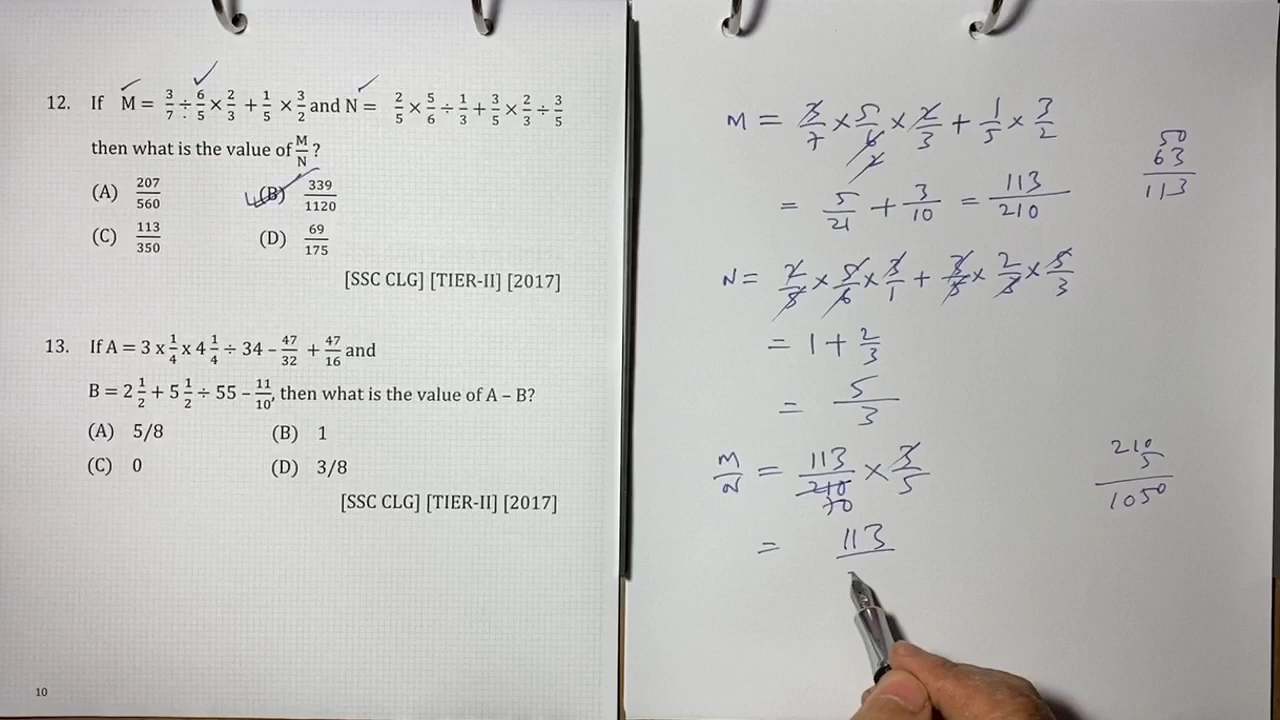 12. If M = 3/7 ÷ 6/5 × 2/3 + 1/5 × 3/2 and N = 2/5 × 5/6 ÷ 1/3 + 3/5 × 2/3 ÷ 3/5
then what is the value of M/N?
(A) 207/560 (B) 339/1120
(C) 113/350 (D) 69/175
[SSC CLG] [TIER-II] [2017]
13. If A = 3 x 1/4 x 4 1/4 ÷ 34 – 47/32 + 47/16 and
B = 2 1/2 + 5 1/2 ÷ 55 – 11/10, then what is the value of A – B?
(A) 5/8 (B) 1
(C) 0 (D) 3/8
[SSC CLG] [TIER-II] [2017]
10
M = 3/7 × 5/6 × 2/3 + 1/5 × 3/2
= 5/21 + 3/10 = 113/210
50
63
113
N = 2/5 × 5/6 × 3/1 + 3/5 × 2/3 × 5/3
= 1 + 2/3
= 5/3
M/N = 113/210 × 3/5
70
210
5
1050
= 113